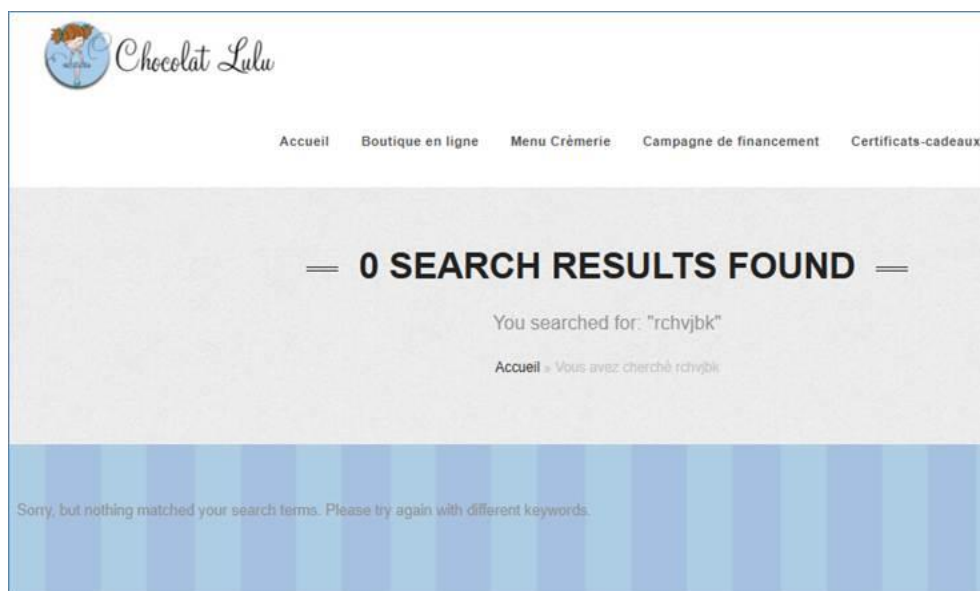 Chocolat Lulu
Accueil Boutique en ligne Menu Crèmerie Campagne de financement Certificats-cadeaux
0 SEARCH RESULTS FOUND
You searched for: "rchvjbk"
Accueil » Vous avez cherché rchvjbk
Sorry, but nothing matched your search terms. Please try again with different keywords.